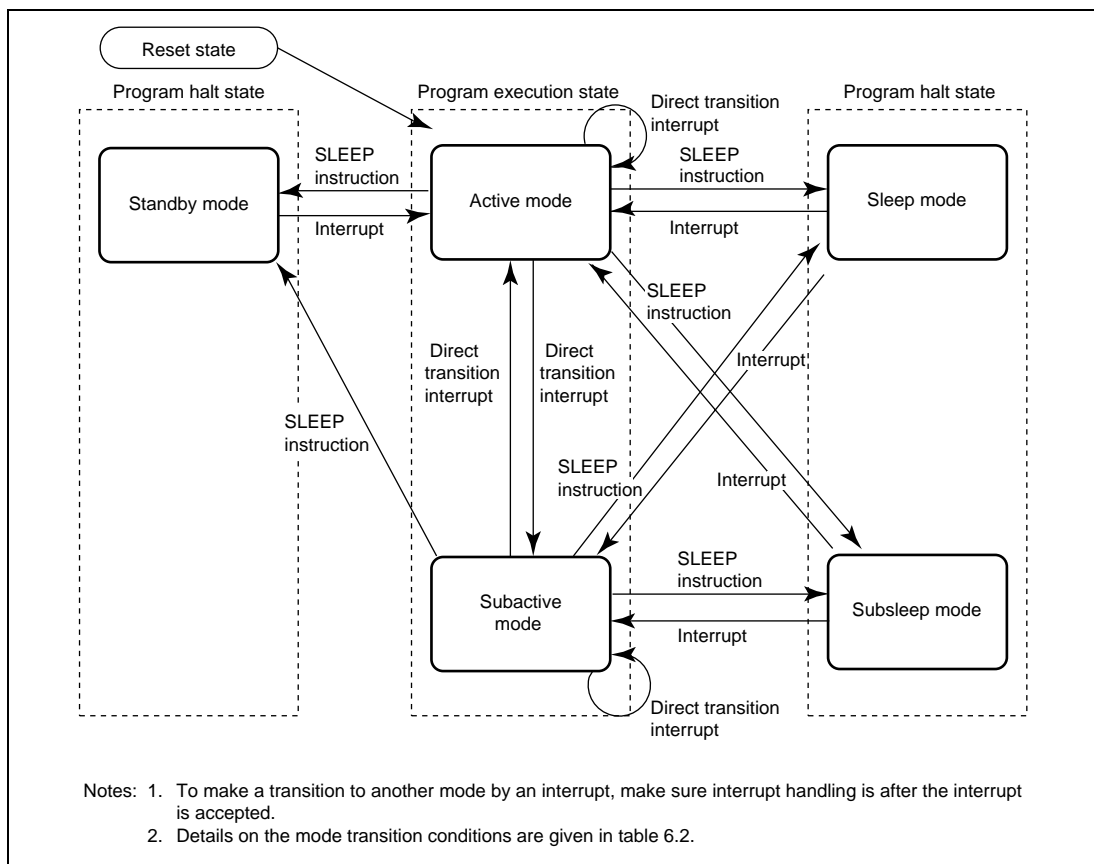 Reset state
Program halt state
Program execution state
Program halt state
Direct transition
interrupt
SLEEP
instruction
SLEEP
instruction
Standby mode
Active mode
Sleep mode
Interrupt
Interrupt
SLEEP
instruction
Direct
transition
interrupt
Direct
transition
interrupt
Interrupt
SLEEP
instruction
SLEEP
instruction
Interrupt
SLEEP
instruction
Subactive
mode
Subsleep mode
Interrupt
Direct transition
interrupt
Notes: 1. To make a transition to another mode by an interrupt, make sure interrupt handling is after the interrupt
is accepted.
2. Details on the mode transition conditions are given in table 6.2.